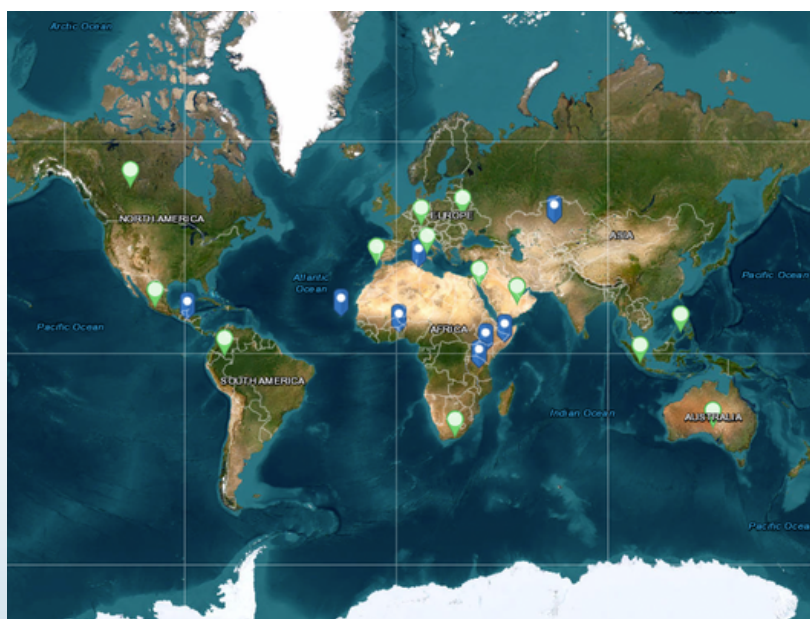 Arctic Ocean
NORTH AMERICA
EUROPE
ASIA
Atlantic
Ocean
Pacific Ocean
Pacific Ocean
AFRICA
SOUTH AMERICA
Indian Ocean
AUSTRALIA
Pacific Ocean